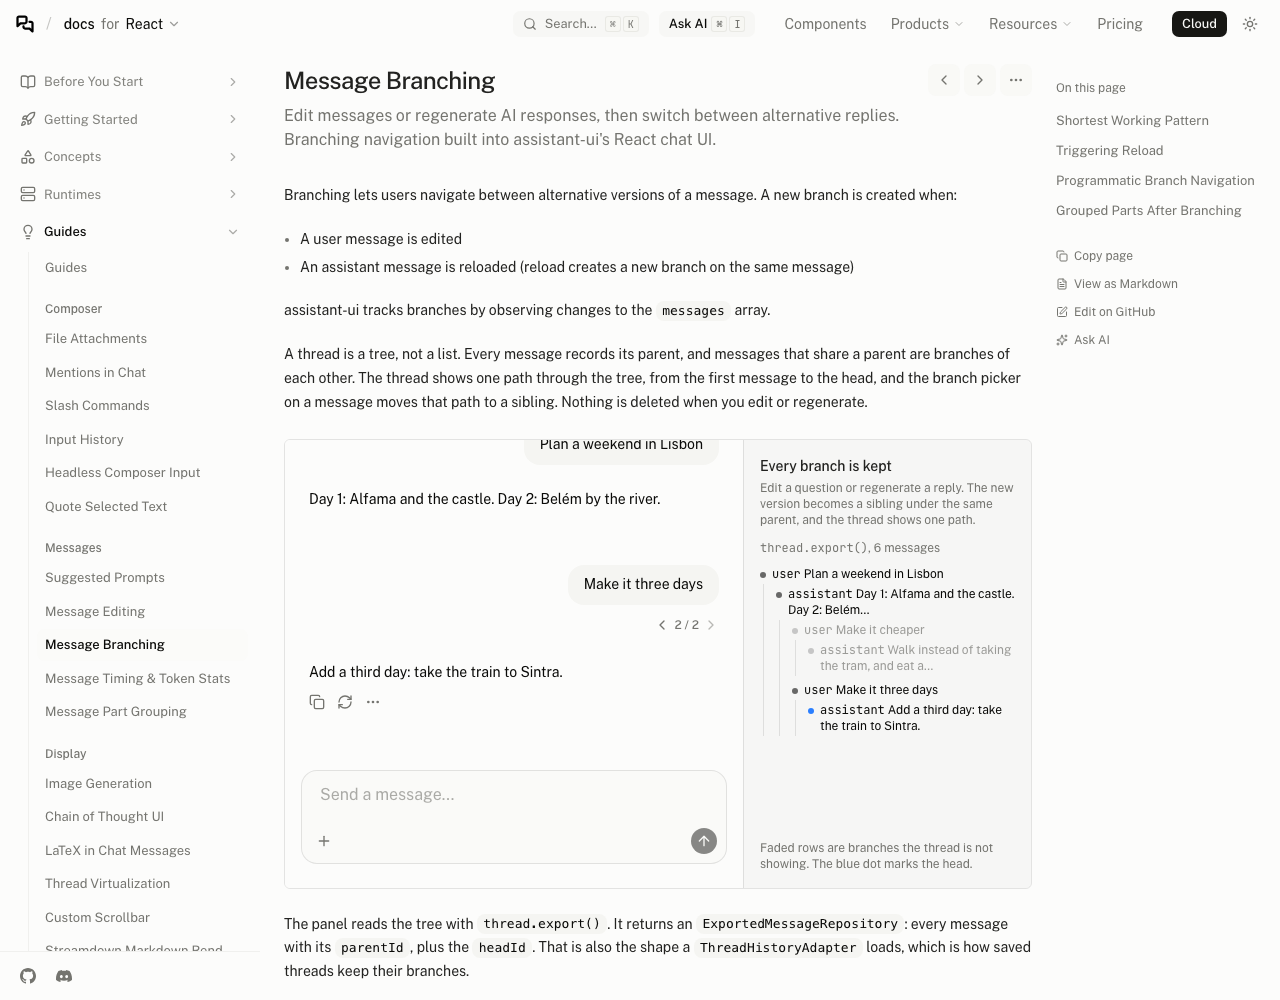 / docs for React
Search... ⌘ K
Ask AI ⌘ I
Components
Products
Resources
Pricing
Cloud
Before You Start
Getting Started
Concepts
Runtimes
Guides
Guides
Composer
File Attachments
Mentions in Chat
Slash Commands
Input History
Headless Composer Input
Quote Selected Text
Messages
Suggested Prompts
Message Editing
Message Branching
Message Timing & Token Stats
Message Part Grouping
Display
Image Generation
Chain of Thought UI
LaTeX in Chat Messages
Thread Virtualization
Custom Scrollbar
Streamdown Markdown Rend
Message Branching
Edit messages or regenerate AI responses, then switch between alternative replies.
Branching navigation built into assistant-ui's React chat UI.
Branching lets users navigate between alternative versions of a message. A new branch is created when:
• A user message is edited
• An assistant message is reloaded (reload creates a new branch on the same message)
assistant-ui tracks branches by observing changes to the messages array.
A thread is a tree, not a list. Every message records its parent, and messages that share a parent are branches of
each other. The thread shows one path through the tree, from the first message to the head, and the branch picker
on a message moves that path to a sibling. Nothing is deleted when you edit or regenerate.
Plan a weekend in Lisbon
Day 1: Alfama and the castle. Day 2: Belém by the river.
Make it three days
2 / 2
Add a third day: take the train to Sintra.
Send a message...
Every branch is kept
Edit a question or regenerate a reply. The new
version becomes a sibling under the same
parent, and the thread shows one path.
thread.export(), 6 messages
user Plan a weekend in Lisbon
assistant Day 1: Alfama and the castle.
Day 2: Belém…
user Make it cheaper
assistant Walk instead of taking
the tram, and eat a…
user Make it three days
assistant Add a third day: take
the train to Sintra.
Faded rows are branches the thread is not
showing. The blue dot marks the head.
The panel reads the tree with thread.export(). It returns an ExportedMessageRepository: every message
with its parentId, plus the headId. That is also the shape a ThreadHistoryAdapter loads, which is how saved
threads keep their branches.
On this page
Shortest Working Pattern
Triggering Reload
Programmatic Branch Navigation
Grouped Parts After Branching
Copy page
View as Markdown
Edit on GitHub
Ask AI